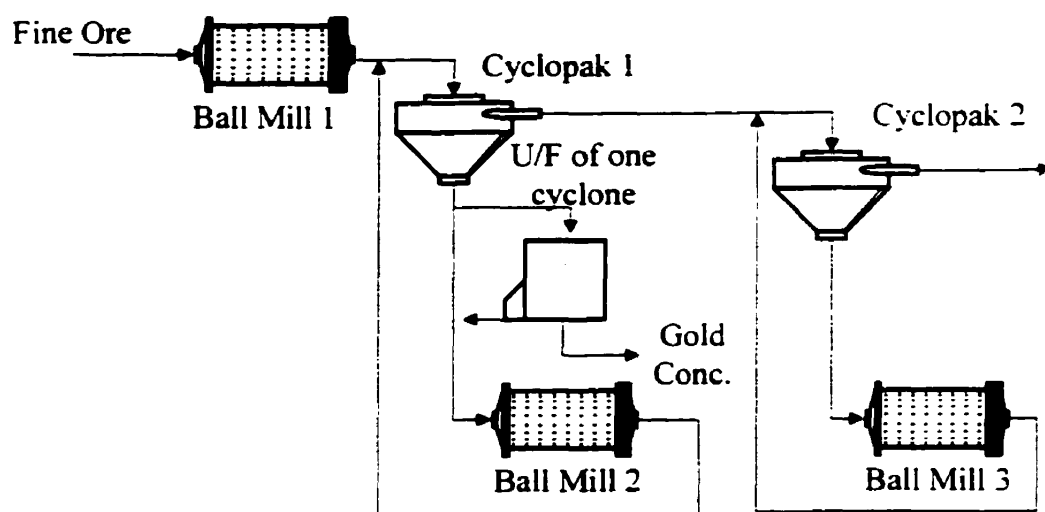 Fine Ore
Ball Mill 1
Cyclopak 1
U/F of one
cyclone
Cyclopak 2
Gold
Conc.
Ball Mill 2
Ball Mill 3